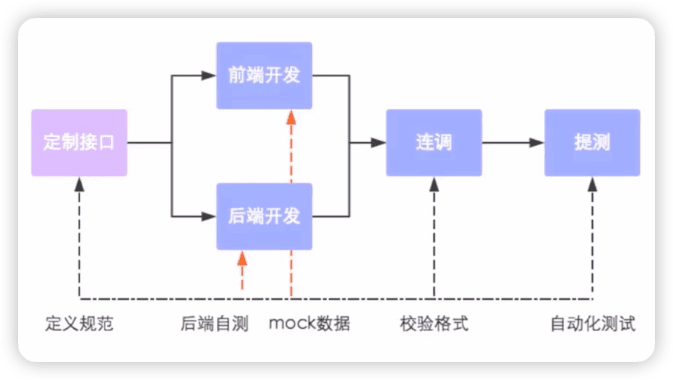 前端开发
定制接口
连调
提测
后端开发
定义规范
后端自测
mock数据
校验格式
自动化测试